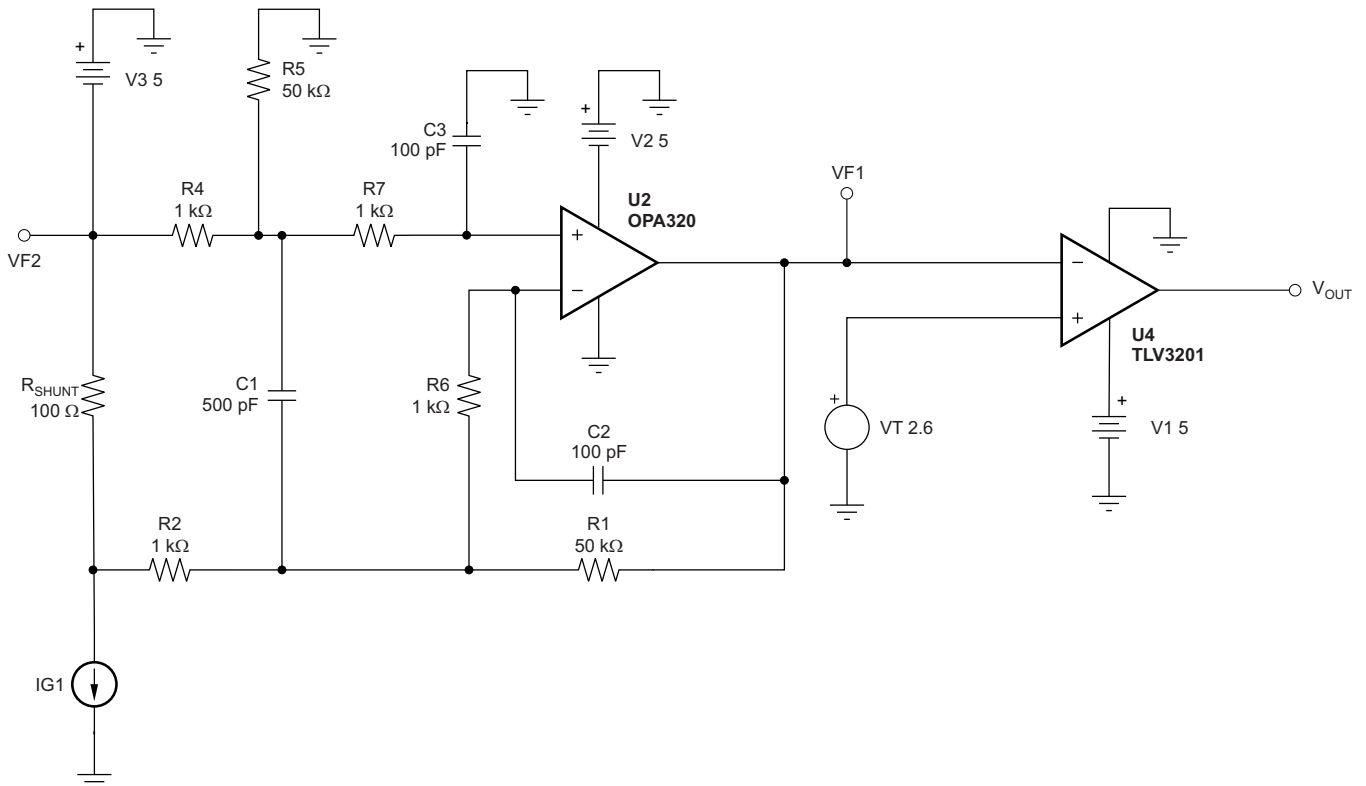 +
V3 5
R5
50 kΩ
C3
100 pF
+
V2 5
VF1
R4
1 kΩ
R7
1 kΩ
U2
OPA320
VF2
+
−
−
+
VOUT
U4
TLV3201
RSHUNT
100 Ω
C1
500 pF
R6
1 kΩ
C2
100 pF
+
VT 2.6
+
V1 5
R2
1 kΩ
R1
50 kΩ
IG1